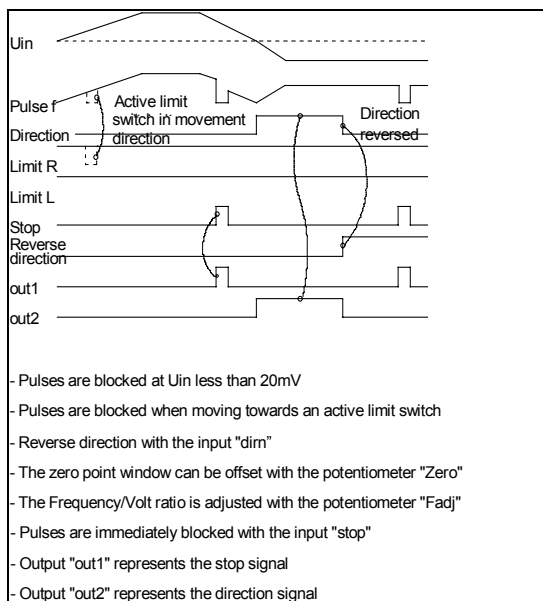 Uin
Pulse f
Active limit
switch in movement
direction
Direction
reversed
Direction
Limit R
Limit L
Stop
Reverse
direction
out1
out2
- Pulses are blocked at Uin less than 20mV
- Pulses are blocked when moving towards an active limit switch
- Reverse direction with the input "dirn"
- The zero point window can be offset with the potentiometer "Zero"
- The Frequency/Volt ratio is adjusted with the potentiometer "Fadj"
- Pulses are immediately blocked with the input "stop"
- Output "out1" represents the stop signal
- Output "out2" represents the direction signal